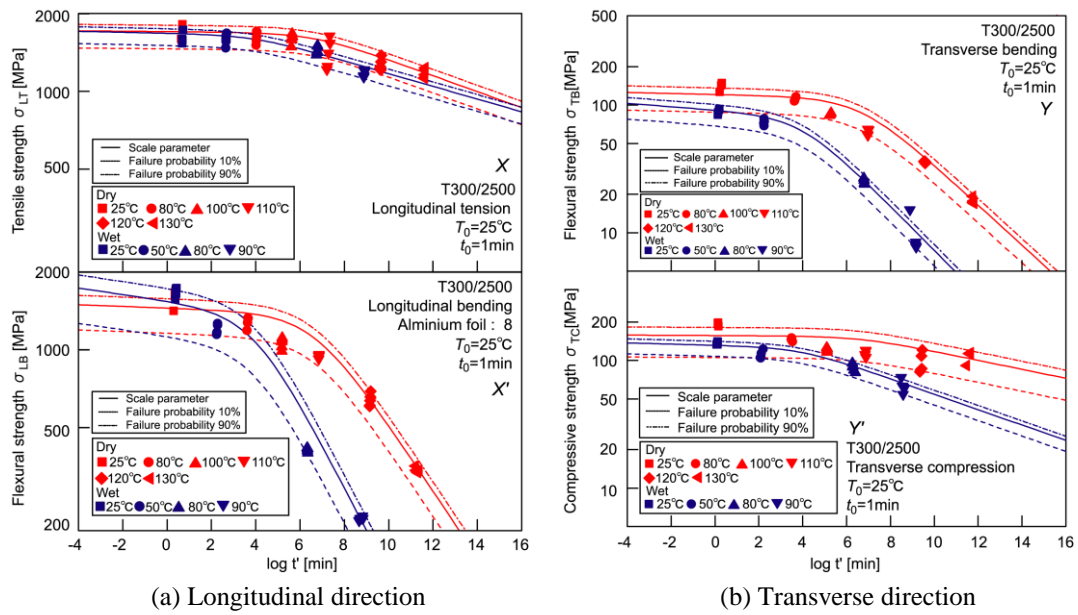 2000
1000
500
Tensile strength σLT [MPa]
Scale parameter
Failure probability 10%
Failure probability 90%
Dry
25℃ 80℃ 100℃ 110℃
120℃ 130℃
Wet
25℃ 50℃ 80℃ 90℃
X
T300/2500
Longitudinal tension
T0=25℃
t0=1min
2000
1000
500
200
Flexural strength σLB [MPa]
T300/2500
Longitudinal bending
Alminium foil : 8
T0=25℃
t0=1min
X'
Scale parameter
Failure probability 10%
Failure probability 90%
Dry
25℃ 80℃ 100℃ 110℃
120℃ 130℃
Wet
25℃ 50℃ 80℃ 90℃
-4 -2 0 2 4 6 8 10 12 14 16
log t' [min]
(a) Longitudinal direction
500
200
100
50
20
10
Flexural strength σTB [MPa]
T300/2500
Transverse bending
T0=25℃
t0=1min
Y
Scale parameter
Failure probability 10%
Failure probability 90%
Dry
25℃ 80℃ 100℃ 110℃
120℃ 130℃
Wet
25℃ 50℃ 80℃ 90℃
200
100
50
20
10
Compressive strength σTC[MPa]
Scale parameter
Failure probability 10%
Failure probability 90%
Dry
25℃ 80℃ 100℃ 110℃
120℃ 130℃
Wet
25℃ 50℃ 80℃ 90℃
Y'
T300/2500
Transverse compression
T0=25℃
t0=1min
-4 -2 0 2 4 6 8 10 12 14 16
log t' [min]
(b) Transverse direction